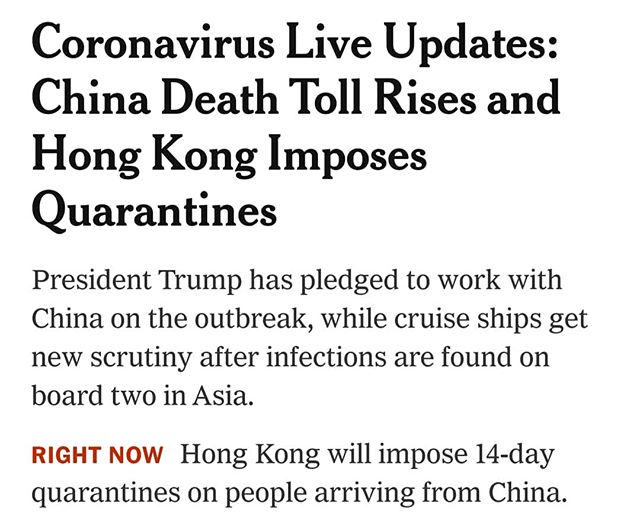 Coronavirus Live Updates:
China Death Toll Rises and
Hong Kong Imposes
Quarantines
President Trump has pledged to work with
China on the outbreak, while cruise ships get
new scrutiny after infections are found on
board two in Asia.
RIGHT NOW Hong Kong will impose 14-day
quarantines on people arriving from China.